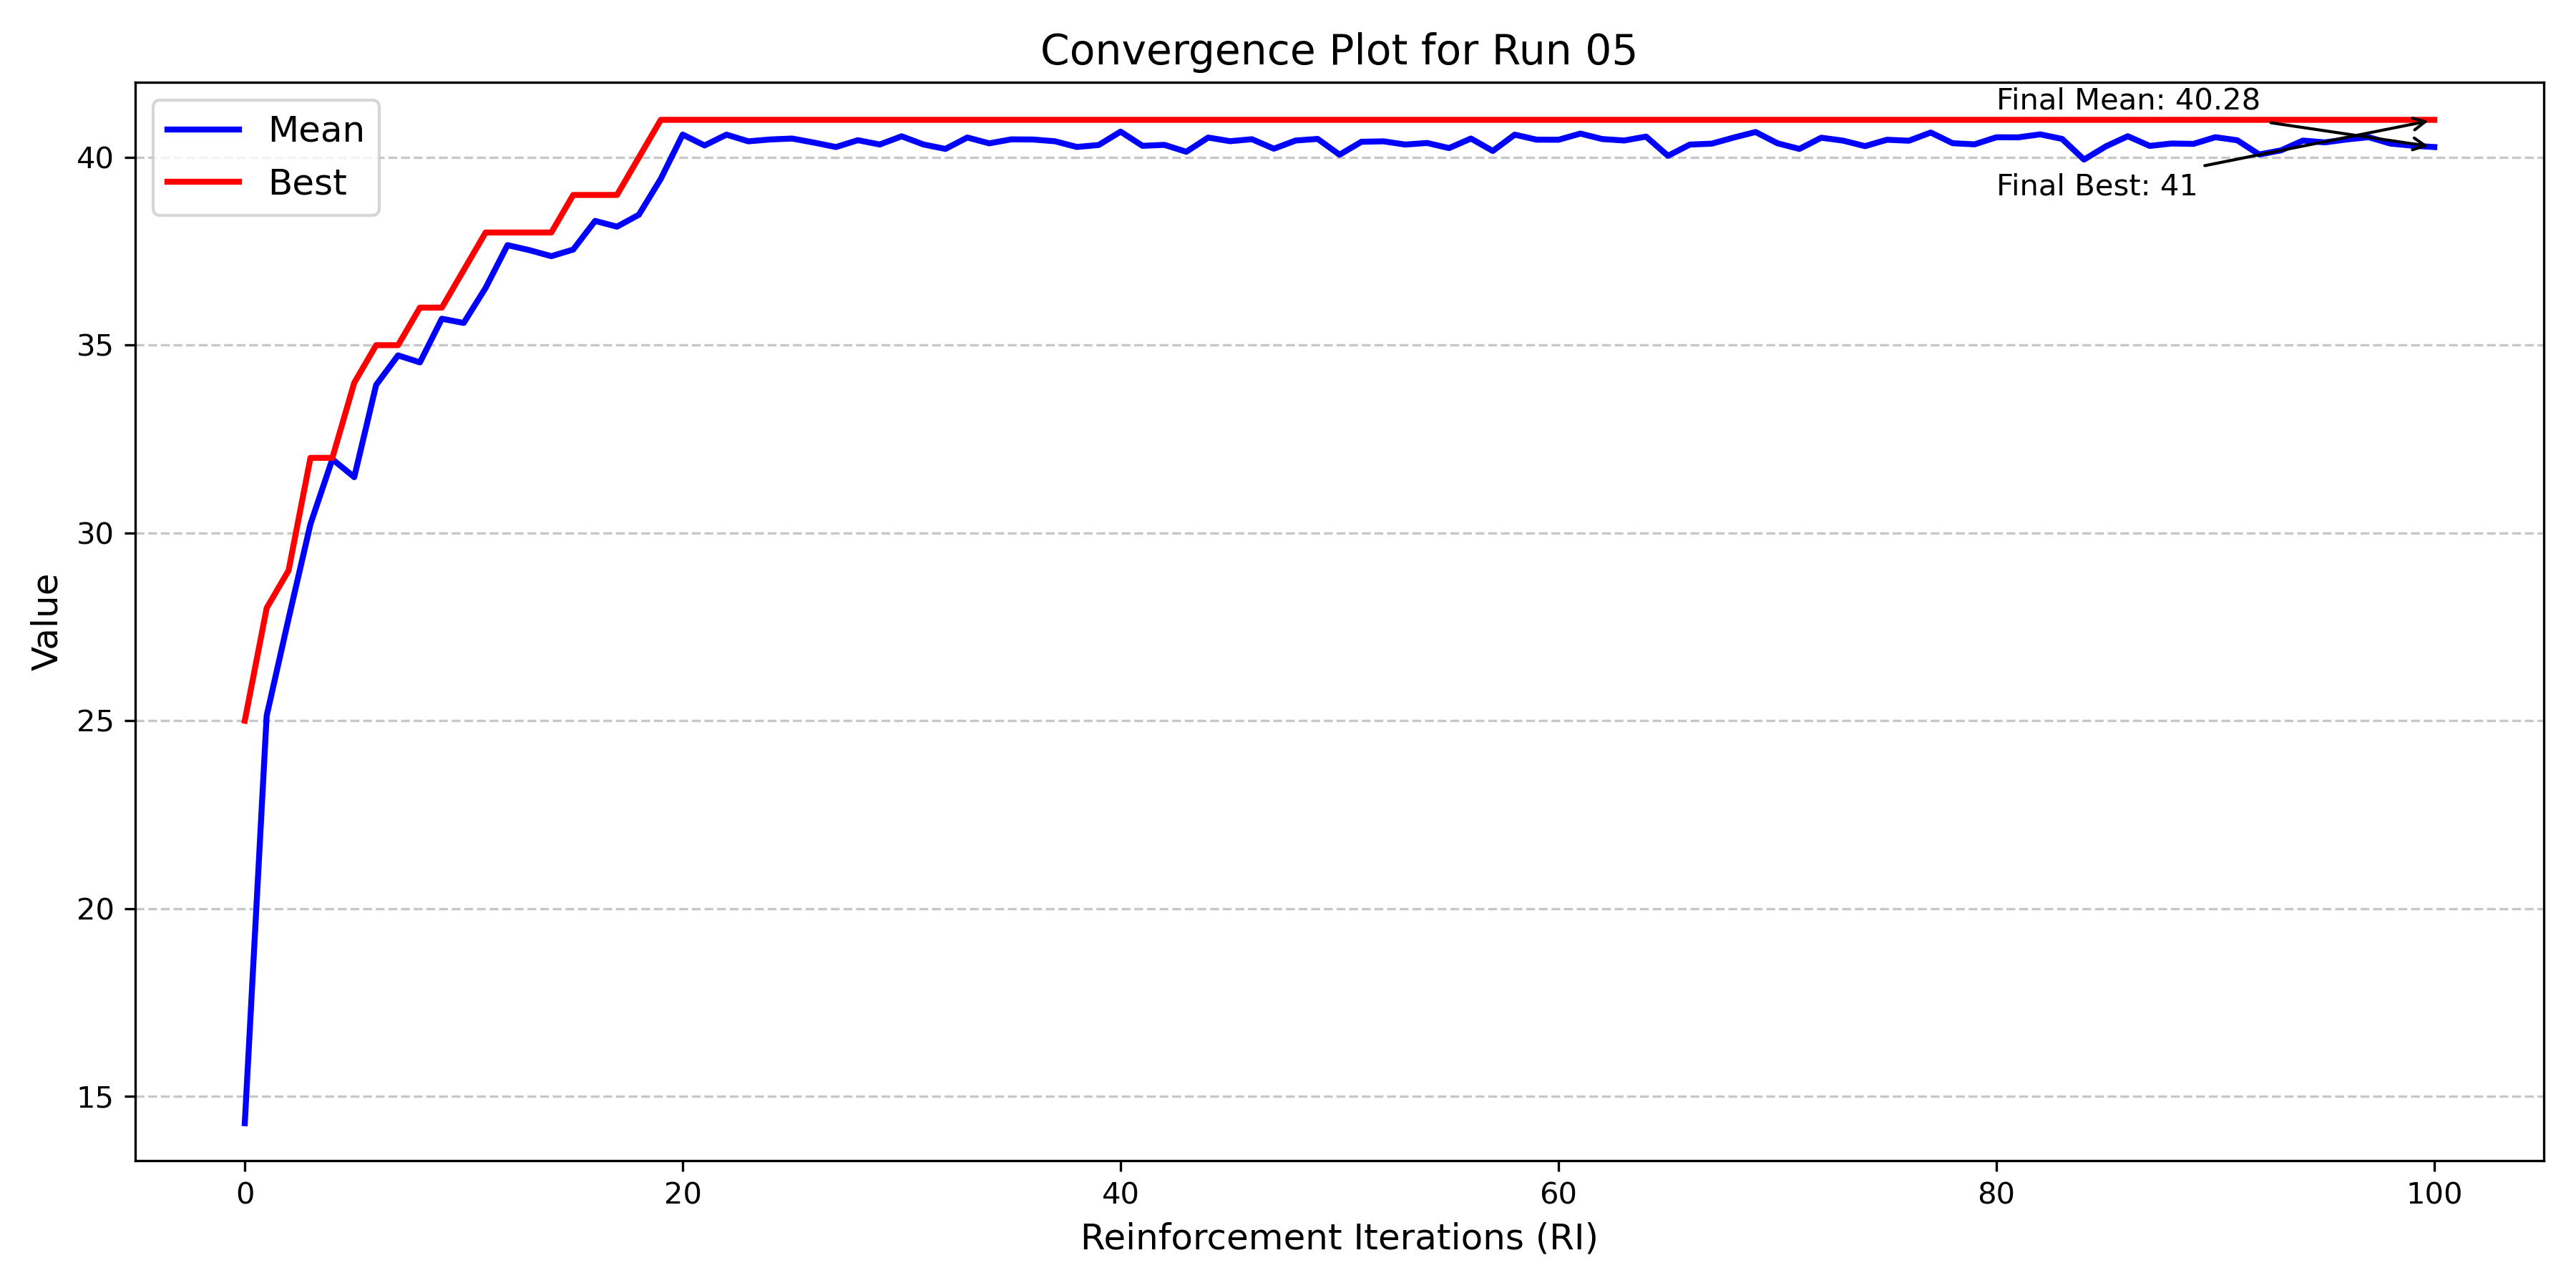 Convergence Plot for Run 05
Mean
Best
Final Mean: 40.28
Final Best: 41
Value
40
35
30
25
20
15
0 20 40 60 80 100
Reinforcement Iterations (RI)